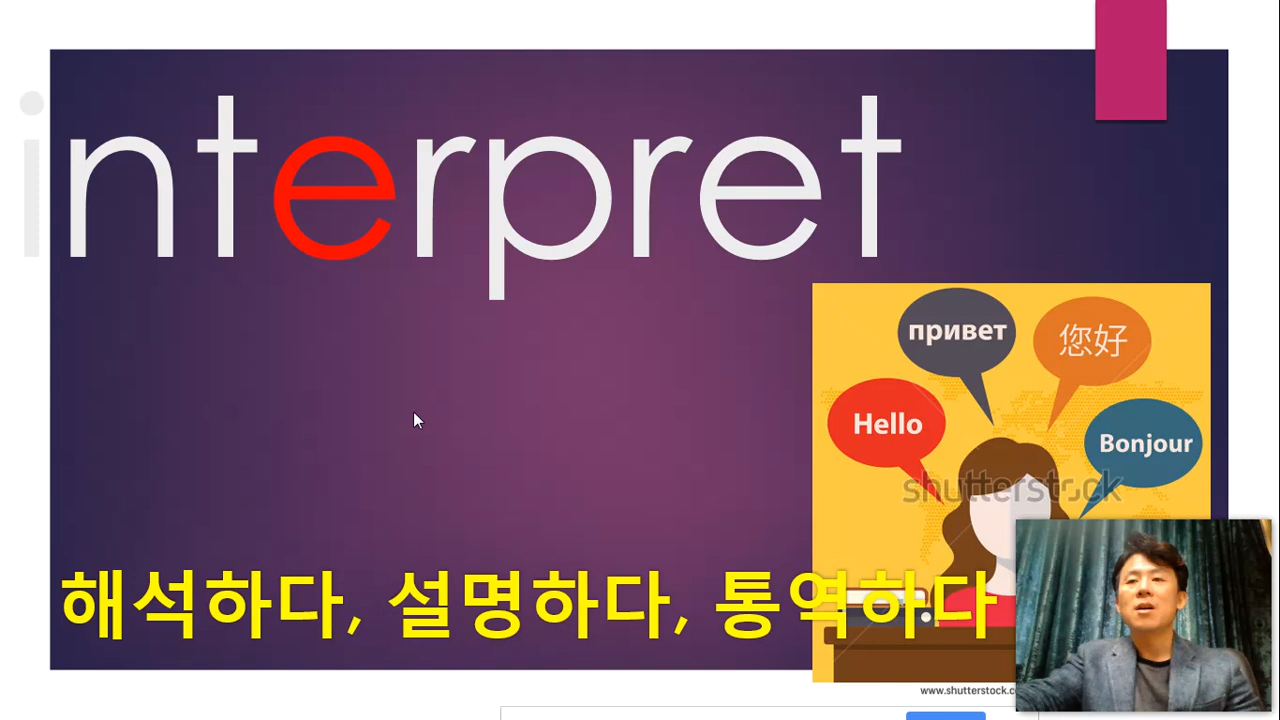 interpret
привет
您好
Hello
Bonjour
shutterstock
해석하다, 설명하다, 통역하다
www.shutterstock.c